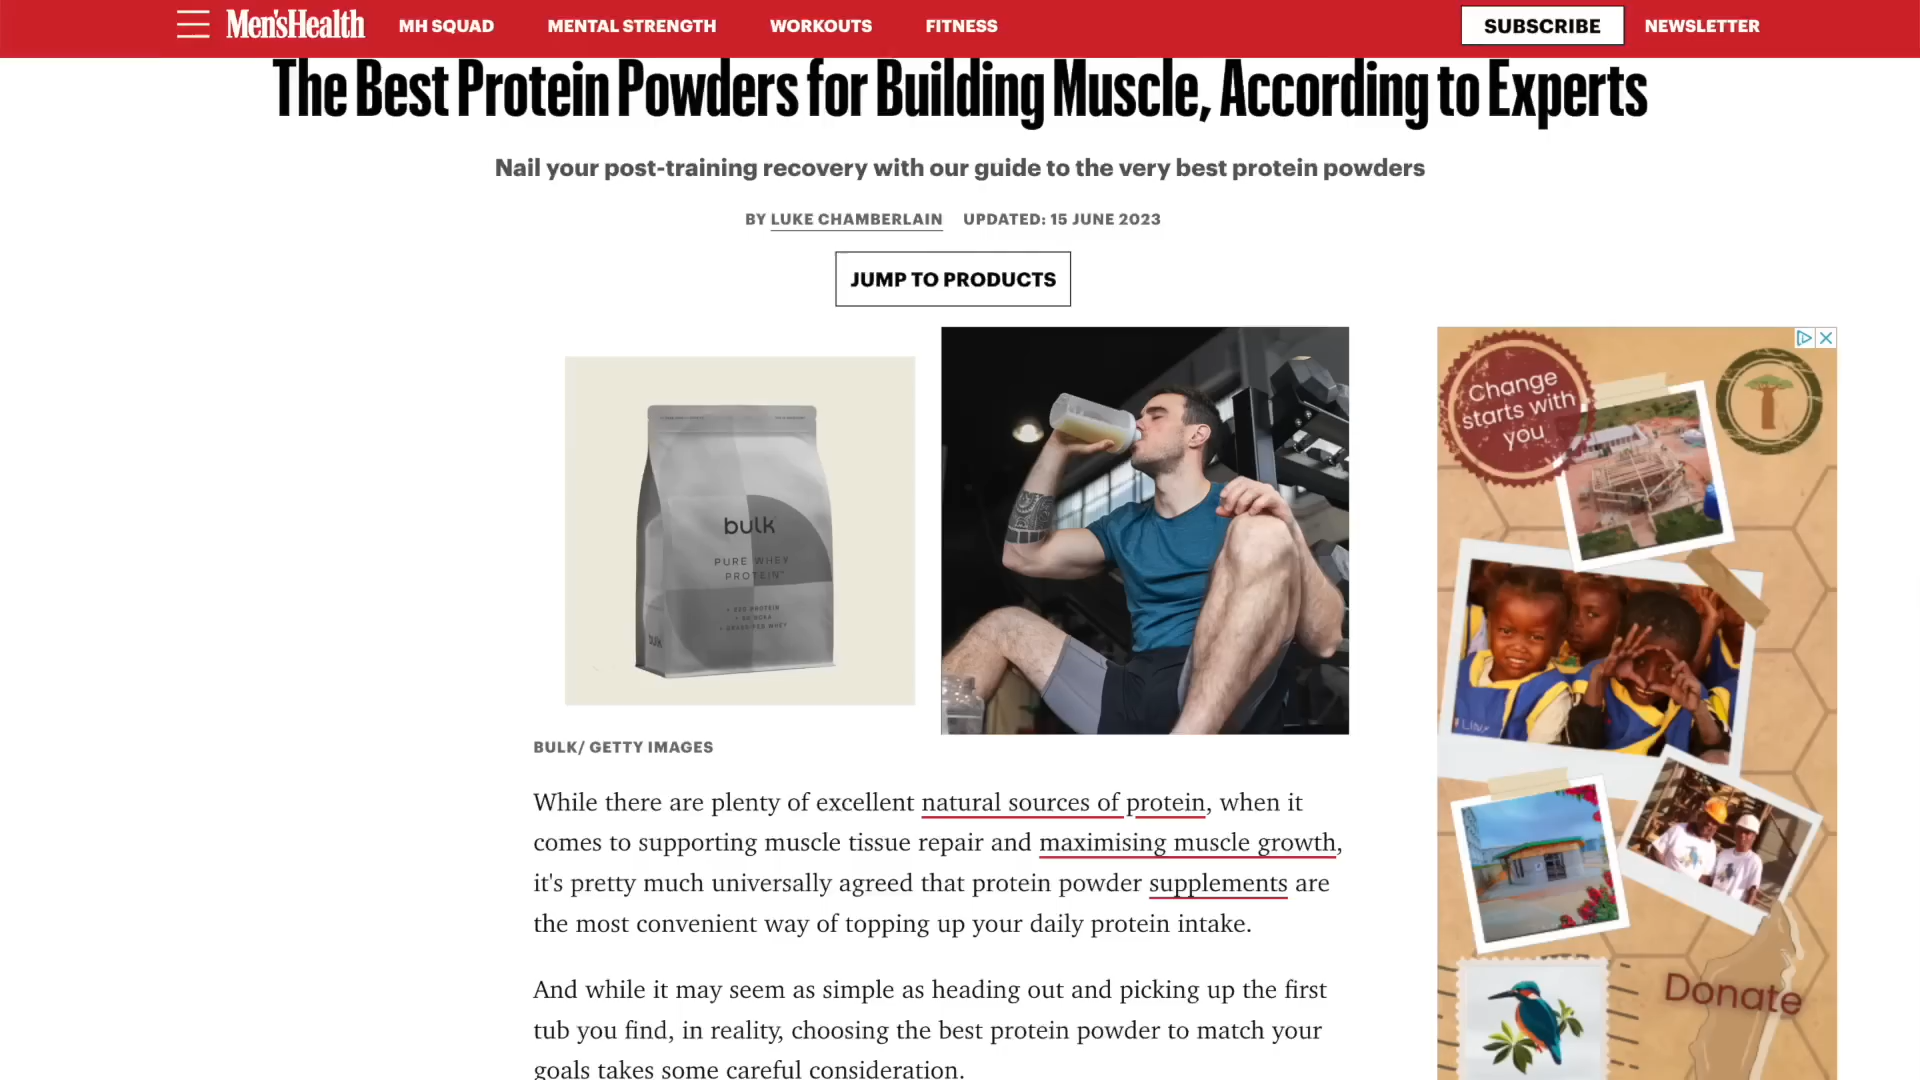 Men'sHealth
MH SQUAD
MENTAL STRENGTH
WORKOUTS
FITNESS
SUBSCRIBE
NEWSLETTER
The Best Protein Powders for Building Muscle, According to Experts
Nail your post-training recovery with our guide to the very best protein powders
BY LUKE CHAMBERLAIN UPDATED: 15 JUNE 2023
JUMP TO PRODUCTS
bulk
PURE WHEY
PROTEIN™
bulk
BULK/ GETTY IMAGES
While there are plenty of excellent natural sources of protein, when it
comes to supporting muscle tissue repair and maximising muscle growth,
it's pretty much universally agreed that protein powder supplements are
the most convenient way of topping up your daily protein intake.
And while it may seem as simple as heading out and picking up the first
tub you find, in reality, choosing the best protein powder to match your
goals takes some careful consideration.
Change
starts with
you
Donate